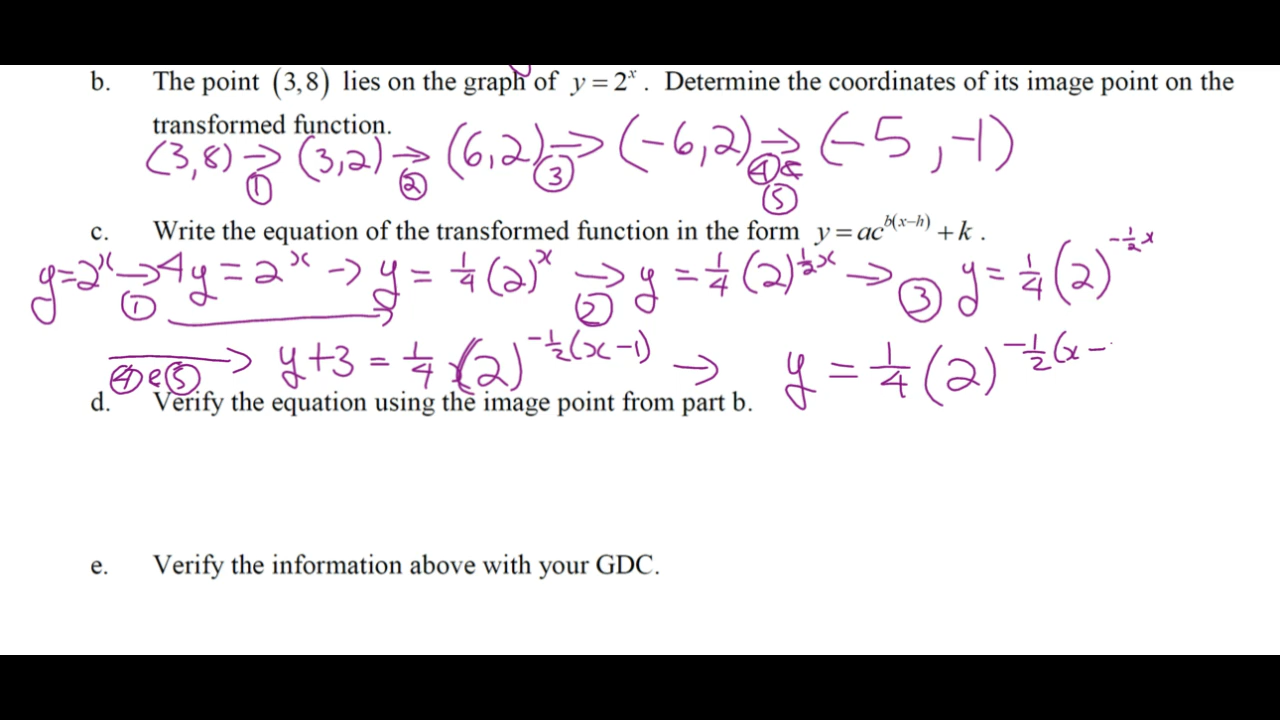 b. The point (3,8) lies on the graph of y = 2^x . Determine the coordinates of its image point on the
transformed function.
(3,8) → ① (3,2) → ② (6,2) → ③ (-6,2) → ④ & ⑤ (-5,-1)
c. Write the equation of the transformed function in the form y = ac^{b(x–h)} + k .
y=2^x → ① 4y = 2^x → y = 1/4 (2)^x → ② y = 1/4 (2)^{1/2 x} → ③ y = 1/4 (2)^{-1/2 x}
④ & ⑤ → y+3 = 1/4 (2)^{-1/2 (x-1)} → y = 1/4 (2)^{-1/2 (x-
d. Verify the equation using the image point from part b.
e. Verify the information above with your GDC.